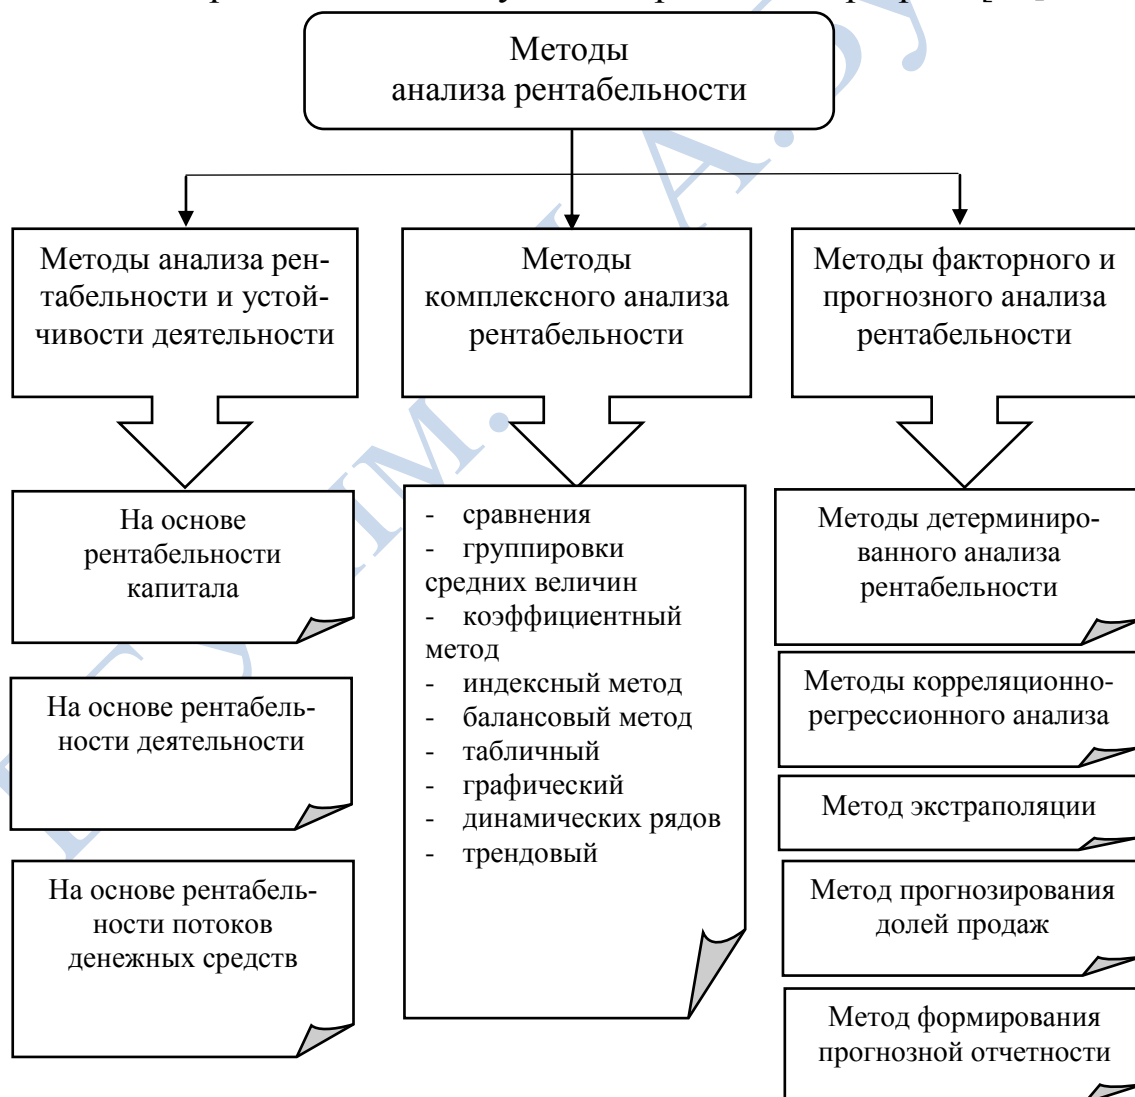 Методы
анализа рентабельности
Методы анализа рен-
табельности и устой-
чивости деятельности
Методы
комплексного анализа
рентабельности
Методы факторного и
прогнозного анализа
рентабельности
На основе
рентабельности
капитала
На основе рентабель-
ности деятельности
На основе рентабель-
ности потоков
денежных средств
- сравнения
- группировки
средних величин
- коэффициентный
метод
- индексный метод
- балансовый метод
- табличный
- графический
- динамических рядов
- трендовый
Методы детерминиро-
ванного анализа
рентабельности
Методы корреляционно-
регрессионного анализа
Метод экстраполяции
Метод прогнозирования
долей продаж
Метод формирования
прогнозной отчетности